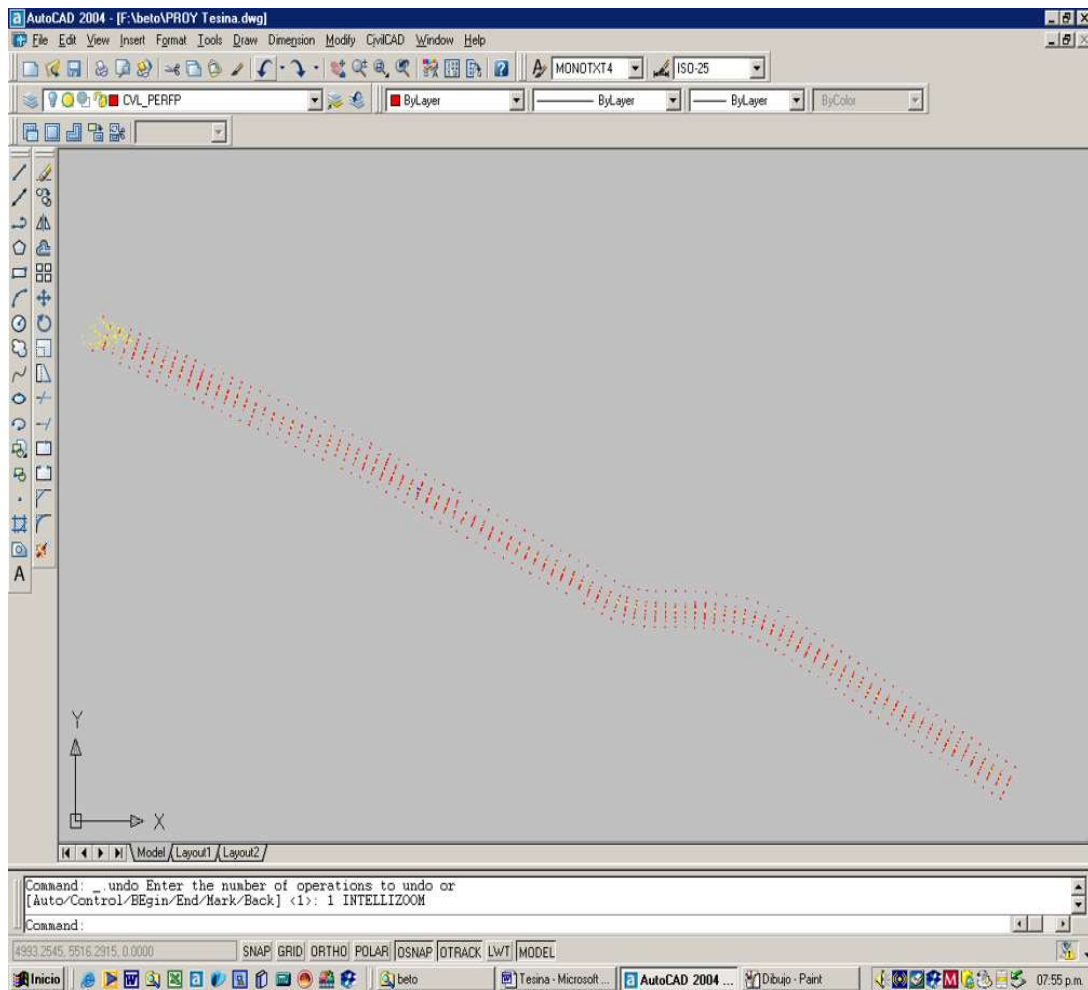 AutoCAD 2004 - [F:\beto\PROY Tesina.dwg]
File Edit View Insert Format Tools Draw Dimension Modify CivilCAD Window Help
MONOTXT4 ISO-25
CVL_PERFP ByLayer ByLayer ByLayer ByColor
A
Y
X
Model Layout1 Layout2
Command: _.undo Enter the number of operations to undo or
[Auto/Control/BEgin/End/Mark/Back] <1>: 1 INTELLIZOOM
Command:
4993.2545, 5516.2915, 0.0000 SNAP GRID ORTHO POLAR OSNAP OTRACK LWT MODEL
Inicio beto Tesina - Microsoft ... AutoCAD 2004 ... Dibujo - Paint 07:55 p.m.